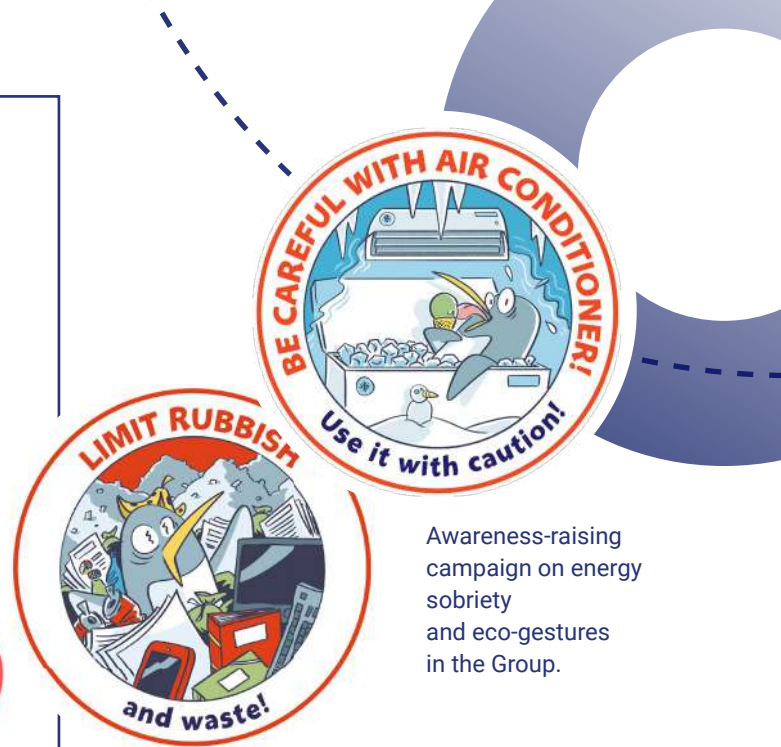 BE CAREFUL WITH AIR CONDITIONER!
Use it with caution!
LIMIT RUBBISH
and waste!
Awareness-raising
campaign on energy
sobriety
and eco-gestures
in the Group.